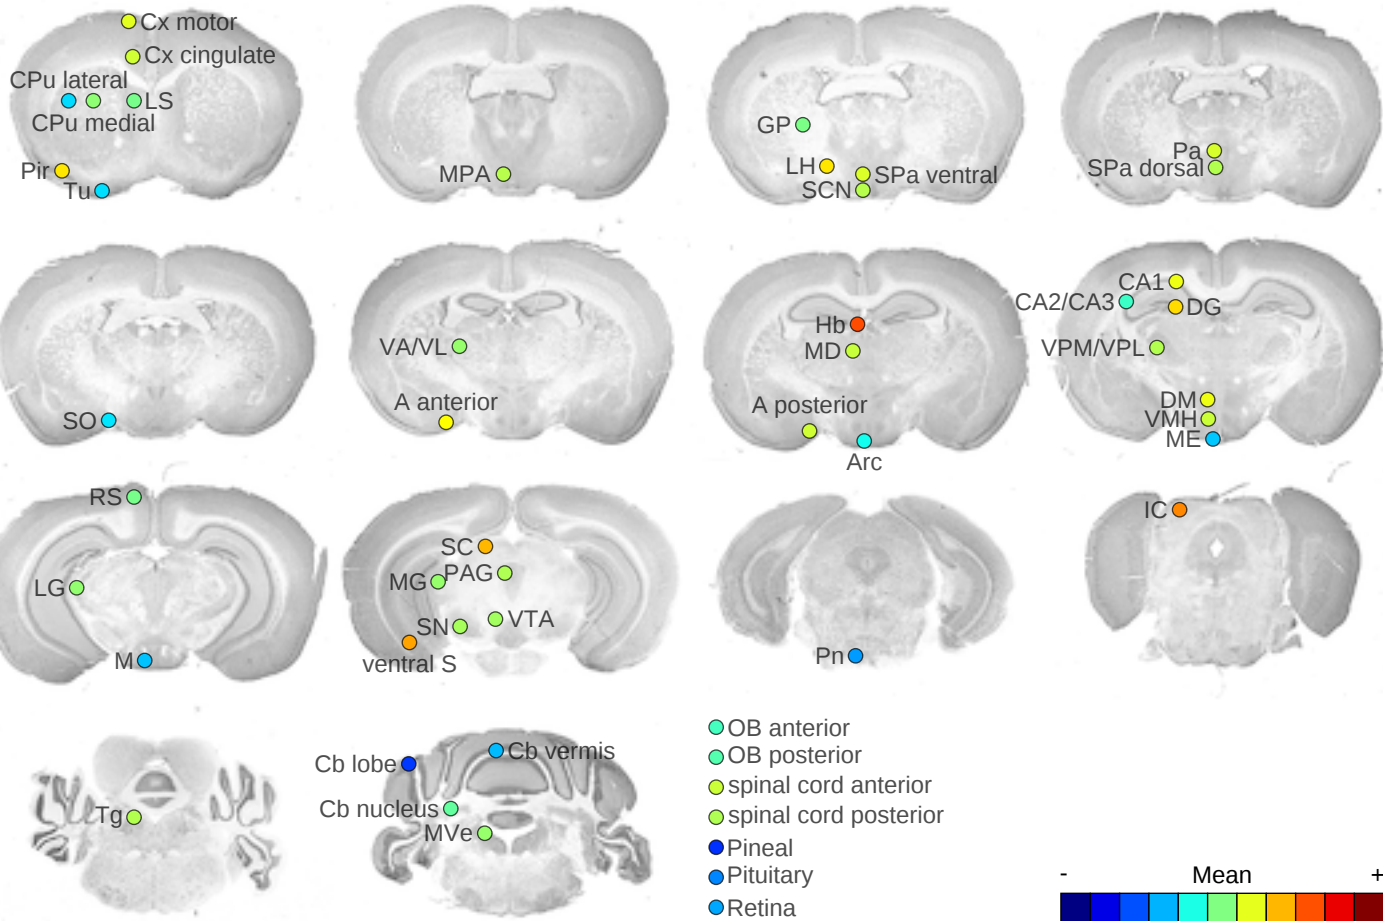 Cx motor
Cx cingulate
CPu lateral
LS
CPu medial
Pir
Tu
MPA
GP
LH
SPa ventral
SCN
Pa
SPa dorsal
SO
VA/VL
A anterior
Hb
MD
A posterior
Arc
CA1
CA2/CA3
DG
VPM/VPL
DM
VMH
ME
RS
LG
M
SC
MG
PAG
SN
VTA
ventral S
Pn
IC
Tg
Cb lobe
Cb vermis
Cb nucleus
MVe
OB anterior
OB posterior
spinal cord anterior
spinal cord posterior
Pineal
Pituitary
Retina
- Mean +